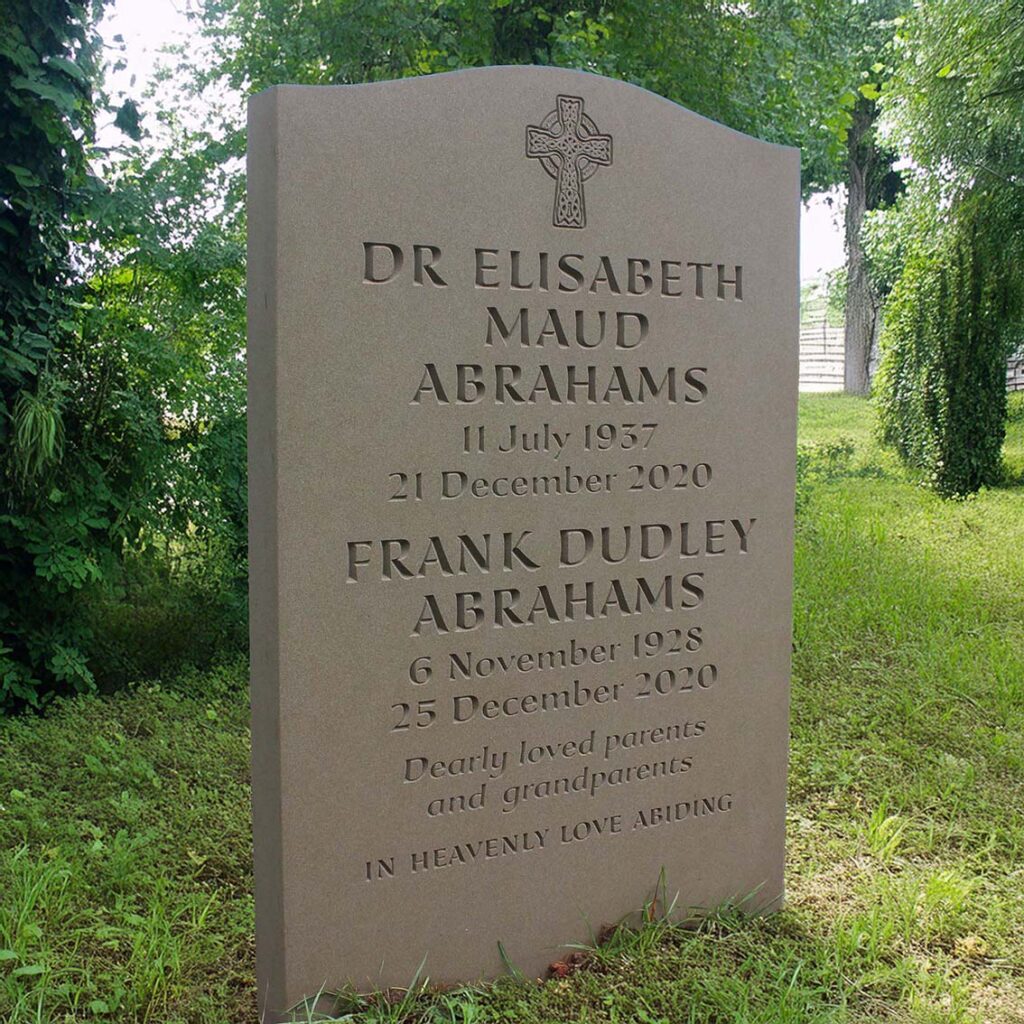 DR ELISABETH
MAUD
ABRAHAMS
11 July 1937
21 December 2020
FRANK DUDLEY
ABRAHAMS
6 November 1928
25 December 2020
Dearly loved parents
and grandparents
IN HEAVENLY LOVE ABIDING